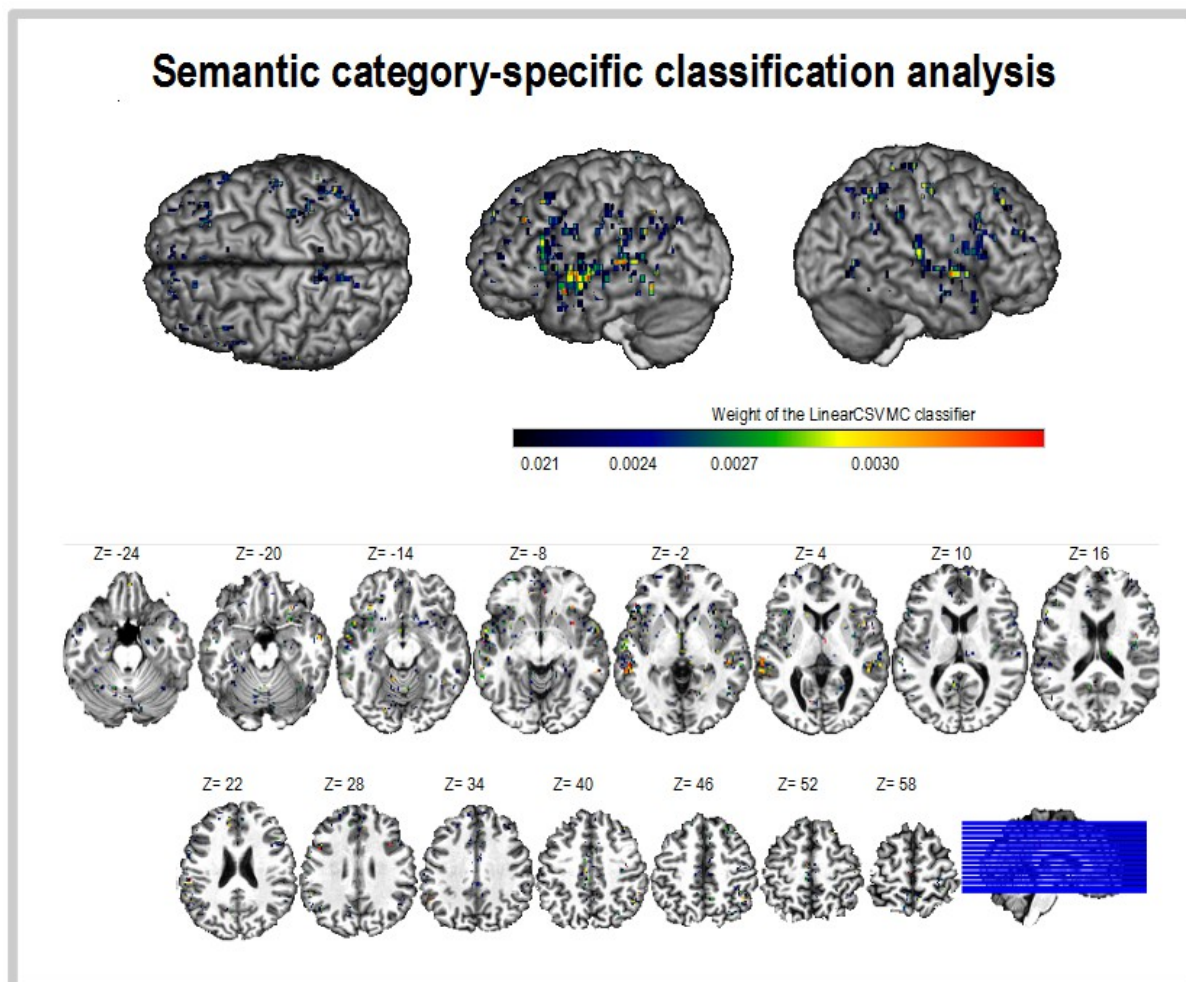 Semantic category-specific classification analysis
Weight of the LinearCSVMC classifier
0.021 0.0024 0.0027 0.0030
Z= -24 Z= -20 Z= -14 Z= -8 Z= -2 Z= 4 Z= 10 Z= 16
Z= 22 Z= 28 Z= 34 Z= 40 Z= 46 Z= 52 Z= 58